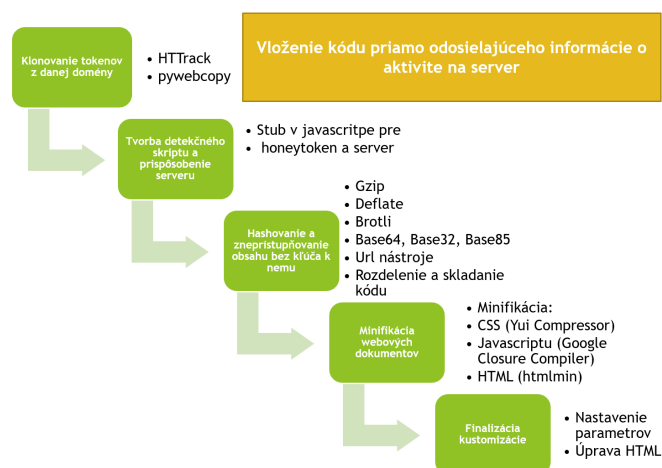 Vloženie kódu priamo odosielajúceho informácie o
aktivite na server
Klonovanie tokenov
z danej domény
• HTTrack
• pywebcopy
Tvorba detekčného
skriptu a
prispôsobenie
serveru
• Stub v javascritpe pre
• honeytoken a server
Hashovanie a
zneprístupňovanie
obsahu bez kľúča k
nemu
• Gzip
• Deflate
• Brotli
• Base64, Base32, Base85
• Url nástroje
• Rozdelenie a skladanie
kódu
Minifikácia
webových
dokumentov
• Minifikácia:
• CSS (Yui Compressor)
• Javascriptu (Google
Closure Compiler)
• HTML (htmlmin)
Finalizácia
kustomizácie
• Nastavenie
parametrov
• Úprava HTML